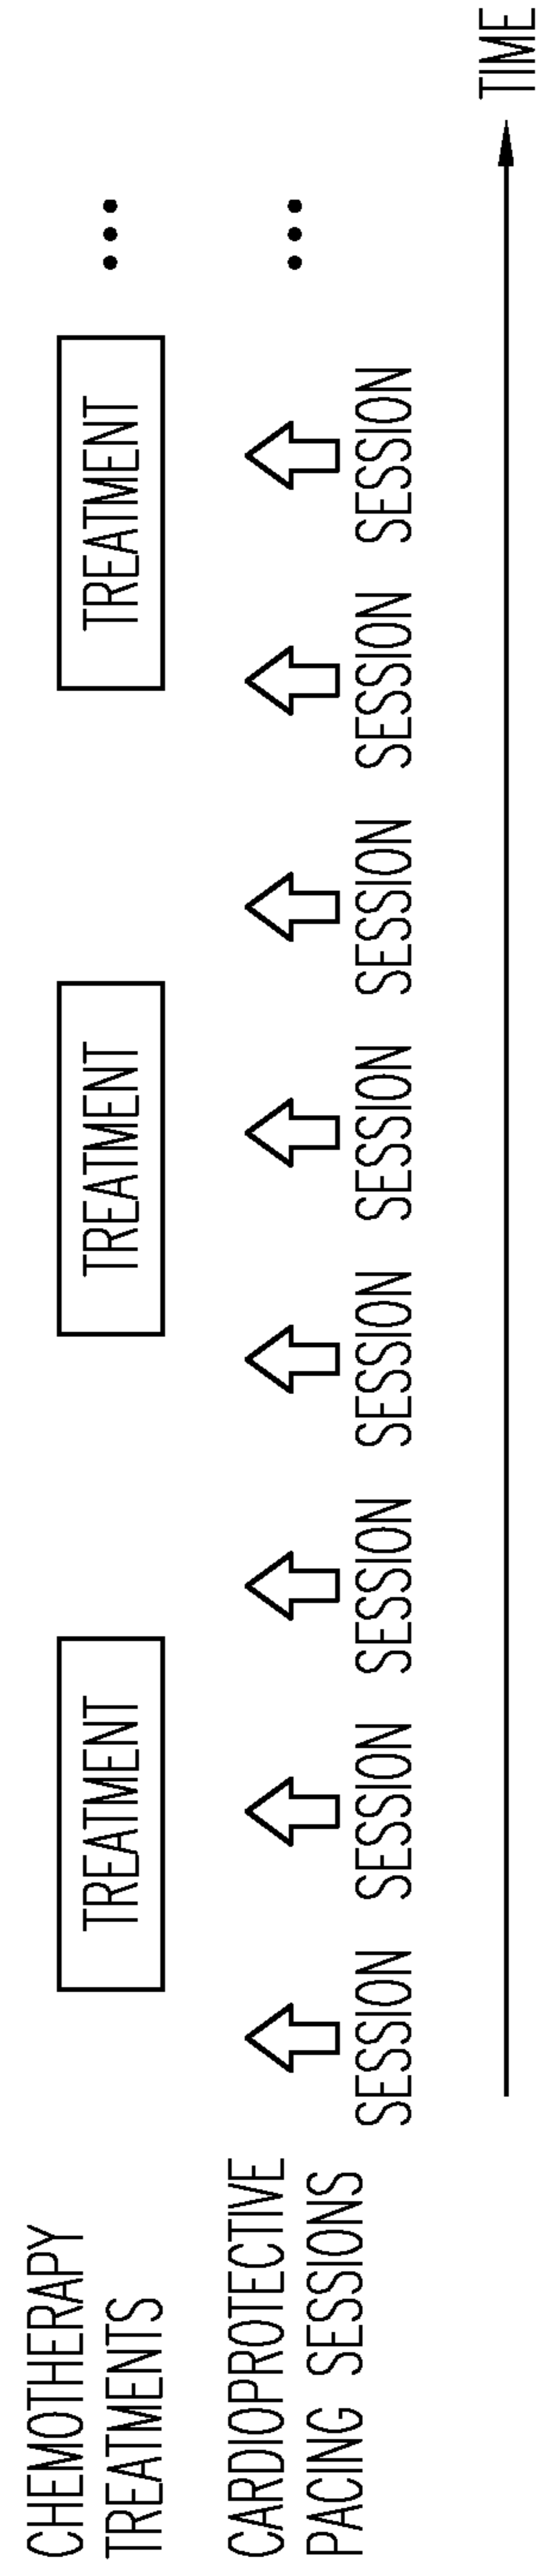 CHEMOTHERAPY
TREATMENTS
TREATMENT
TREATMENT
TREATMENT
•••
CARDIOPROTECTIVE
PACING SESSIONS
SESSION
SESSION
SESSION
SESSION
SESSION
SESSION
SESSION
SESSION
•••
TIME